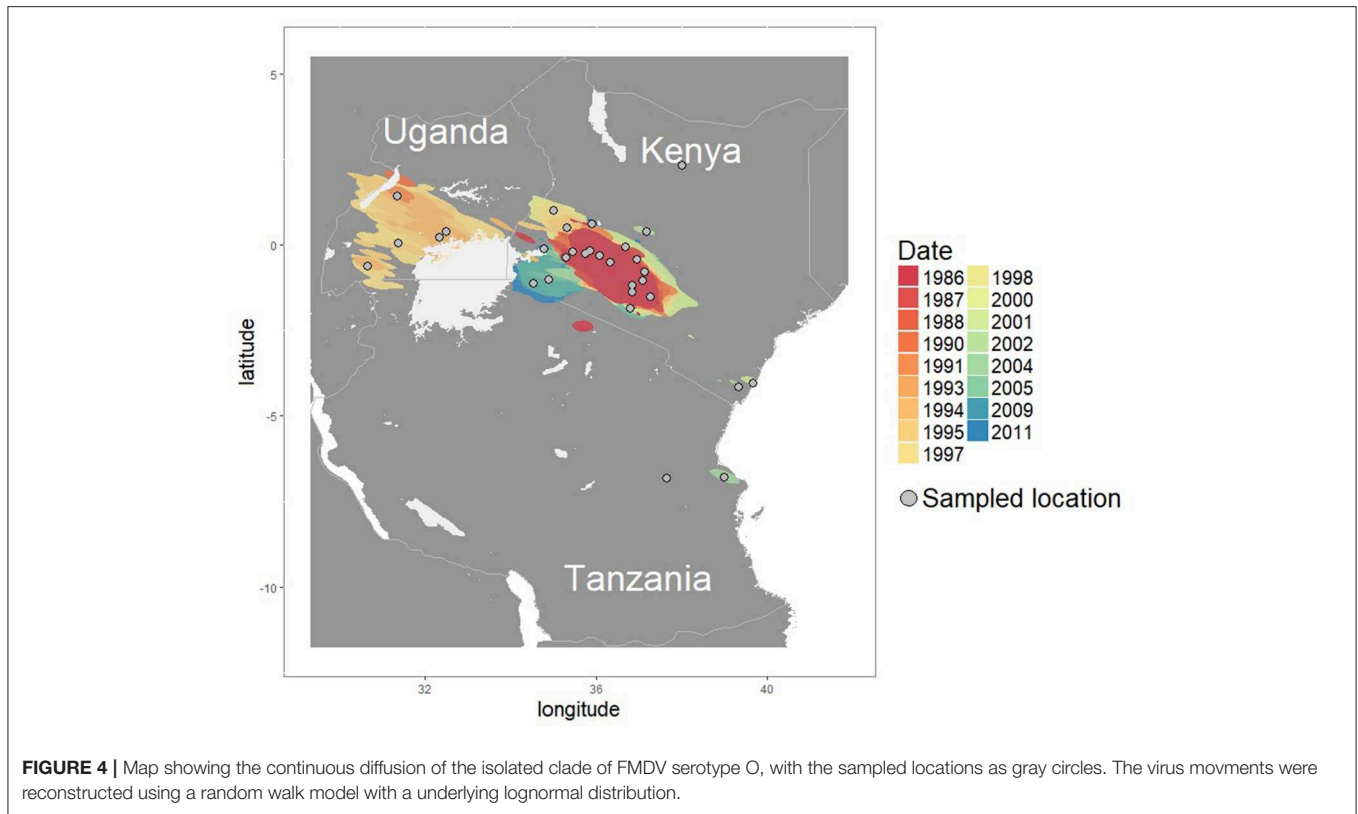 5
0
-5
-10
latitude
Uganda
Kenya
Tanzania
32
36
40
longitude
Date
1986 1998
1987 2000
1988 2001
1990 2002
1991 2004
1993 2005
1994 2009
1995 2011
1997
Sampled location
FIGURE 4 | Map showing the continuous diffusion of the isolated clade of FMDV serotype O, with the sampled locations as gray circles. The virus movments were
reconstructed using a random walk model with a underlying lognormal distribution.